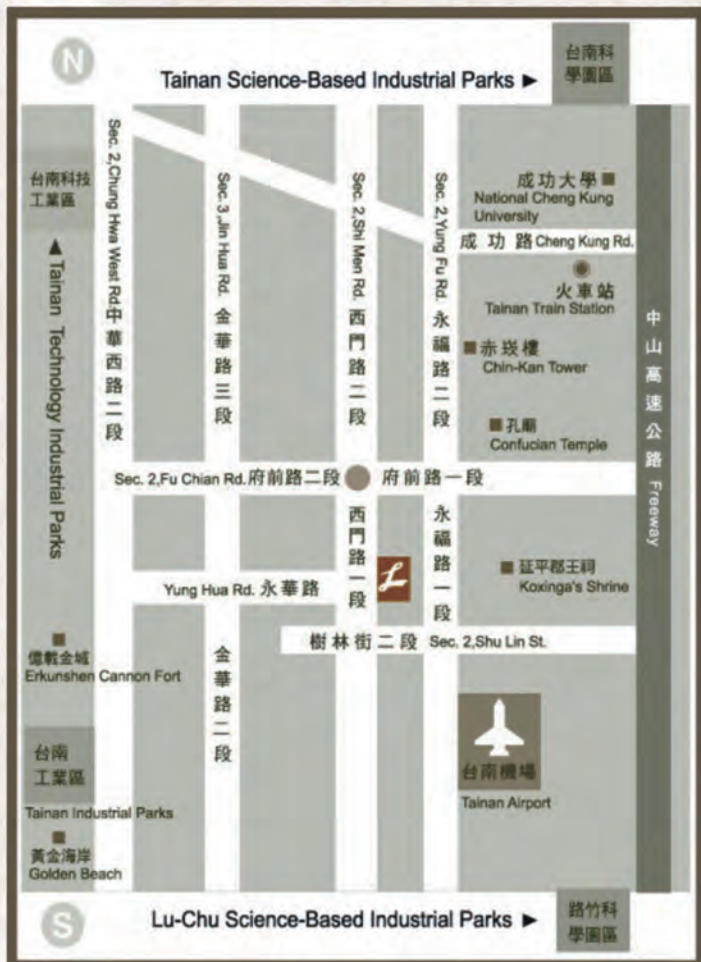 N
Tainan Science-Based Industrial Parks ►
台南科
學園區
台南科技
工業區
▲Tainan Technology Industrial Parks
Sec. 2,Chung Hwa West Rd.中華西路二段
Sec. 3,Jin Hua Rd. 金華路三段
Sec. 2,Shi Men Rd. 西門路二段
Sec. 2,Yung Fu Rd. 永福路二段
成功大學
National Cheng Kung
University
成功路 Cheng Kung Rd.
火車站
Tainan Train Station
赤崁樓
Chin-Kan Tower
孔廟
Confucian Temple
中山高速公路 Freeway
Sec. 2,Fu Chian Rd. 府前路二段
府前路一段
西門路一段
L
永福路一段
延平郡王祠
Koxinga's Shrine
Yung Hua Rd. 永華路
樹林街二段 Sec. 2,Shu Lin St.
金華路二段
億載金城
Erkunshen Cannon Fort
台南
工業區
Tainan Industrial Parks
台南機場
Tainan Airport
黃金海岸
Golden Beach
S
Lu-Chu Science-Based Industrial Parks ►
路竹科
學園區